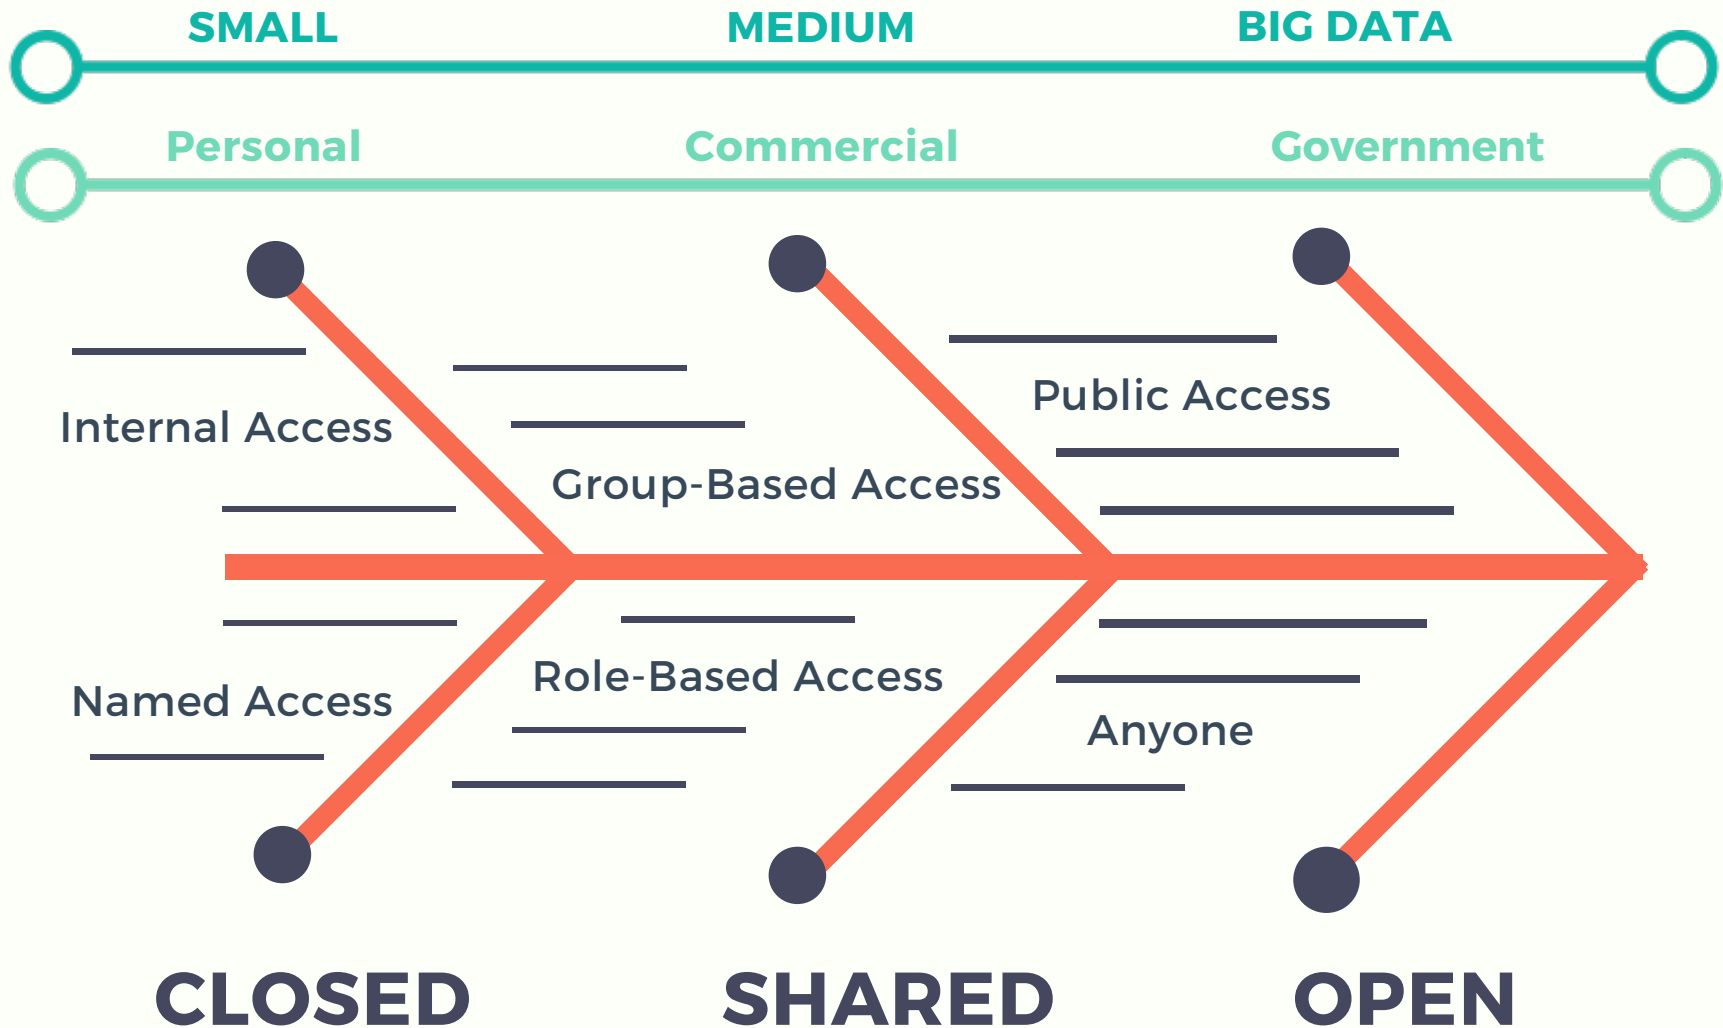 SMALL MEDIUM BIG DATA
Personal Commercial Government
Public Access
Internal Access
Group-Based Access
Role-Based Access
Named Access
Anyone
CLOSED SHARED OPEN